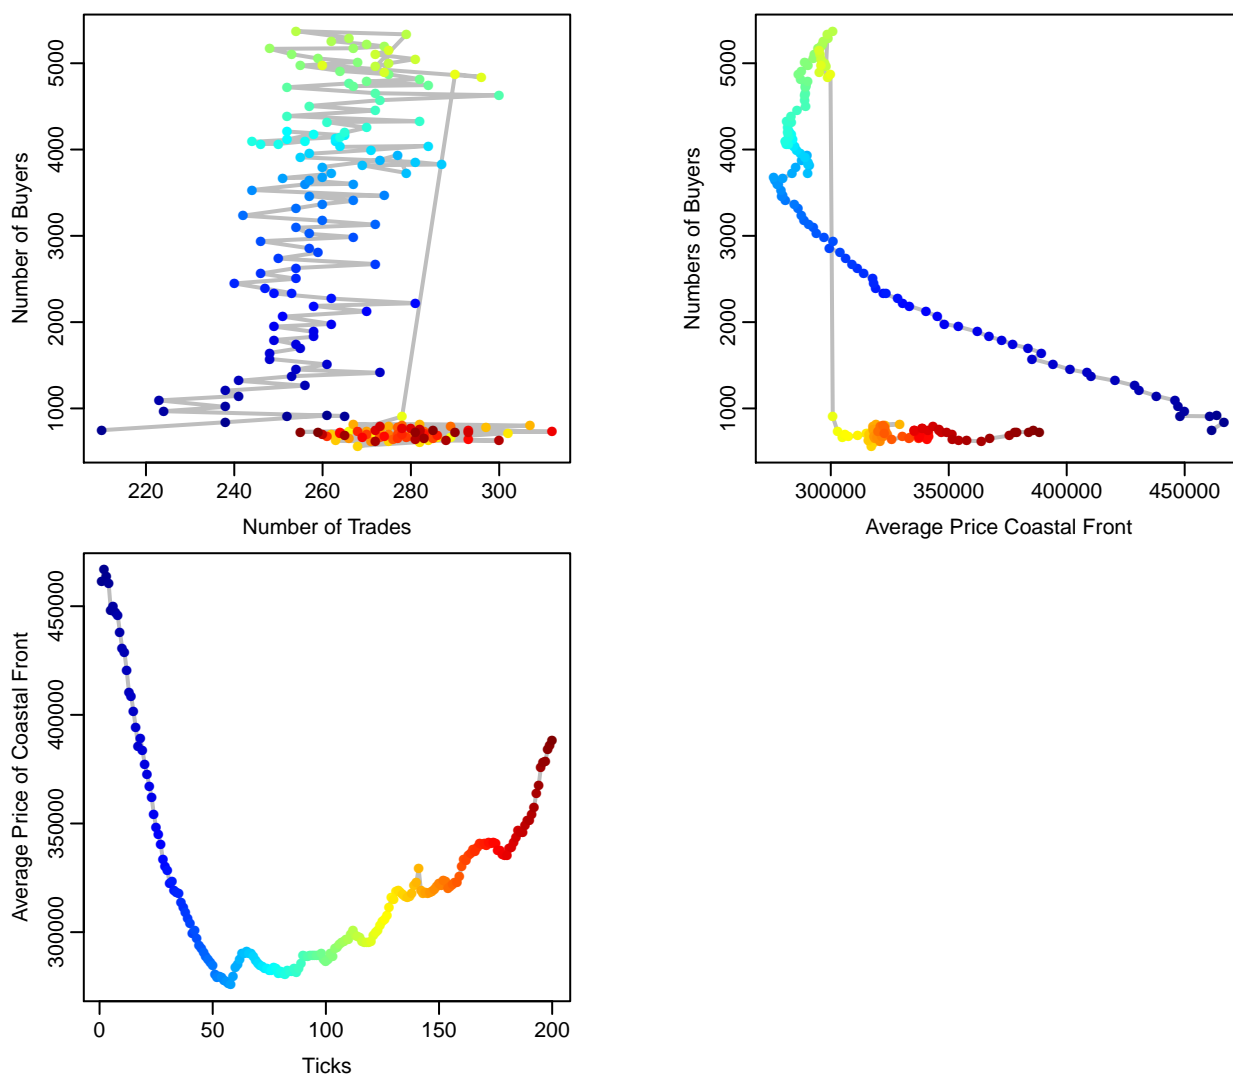 5000
4000
3000
2000
1000
Number of Buyers
220 240 260 280 300
Number of Trades
5000
4000
3000
2000
1000
Numbers of Buyers
300000 350000 400000 450000
Average Price Coastal Front
450000
400000
350000
300000
Average Price of Coastal Front
0 50 100 150 200
Ticks